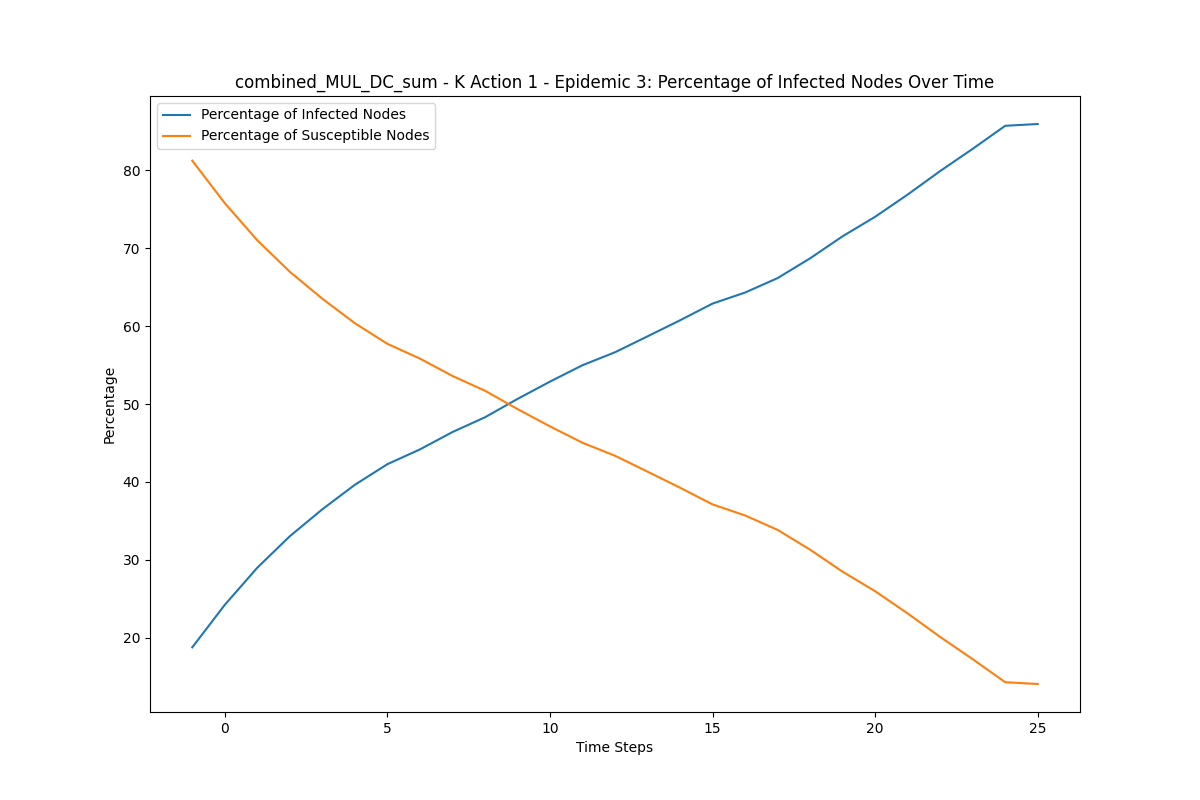 combined_MUL_DC_sum - K Action 1 - Epidemic 3: Percentage of Infected Nodes Over Time
Percentage of Infected Nodes
Percentage of Susceptible Nodes
Percentage
80
70
60
50
40
30
20
0 5 10 15 20 25
Time Steps